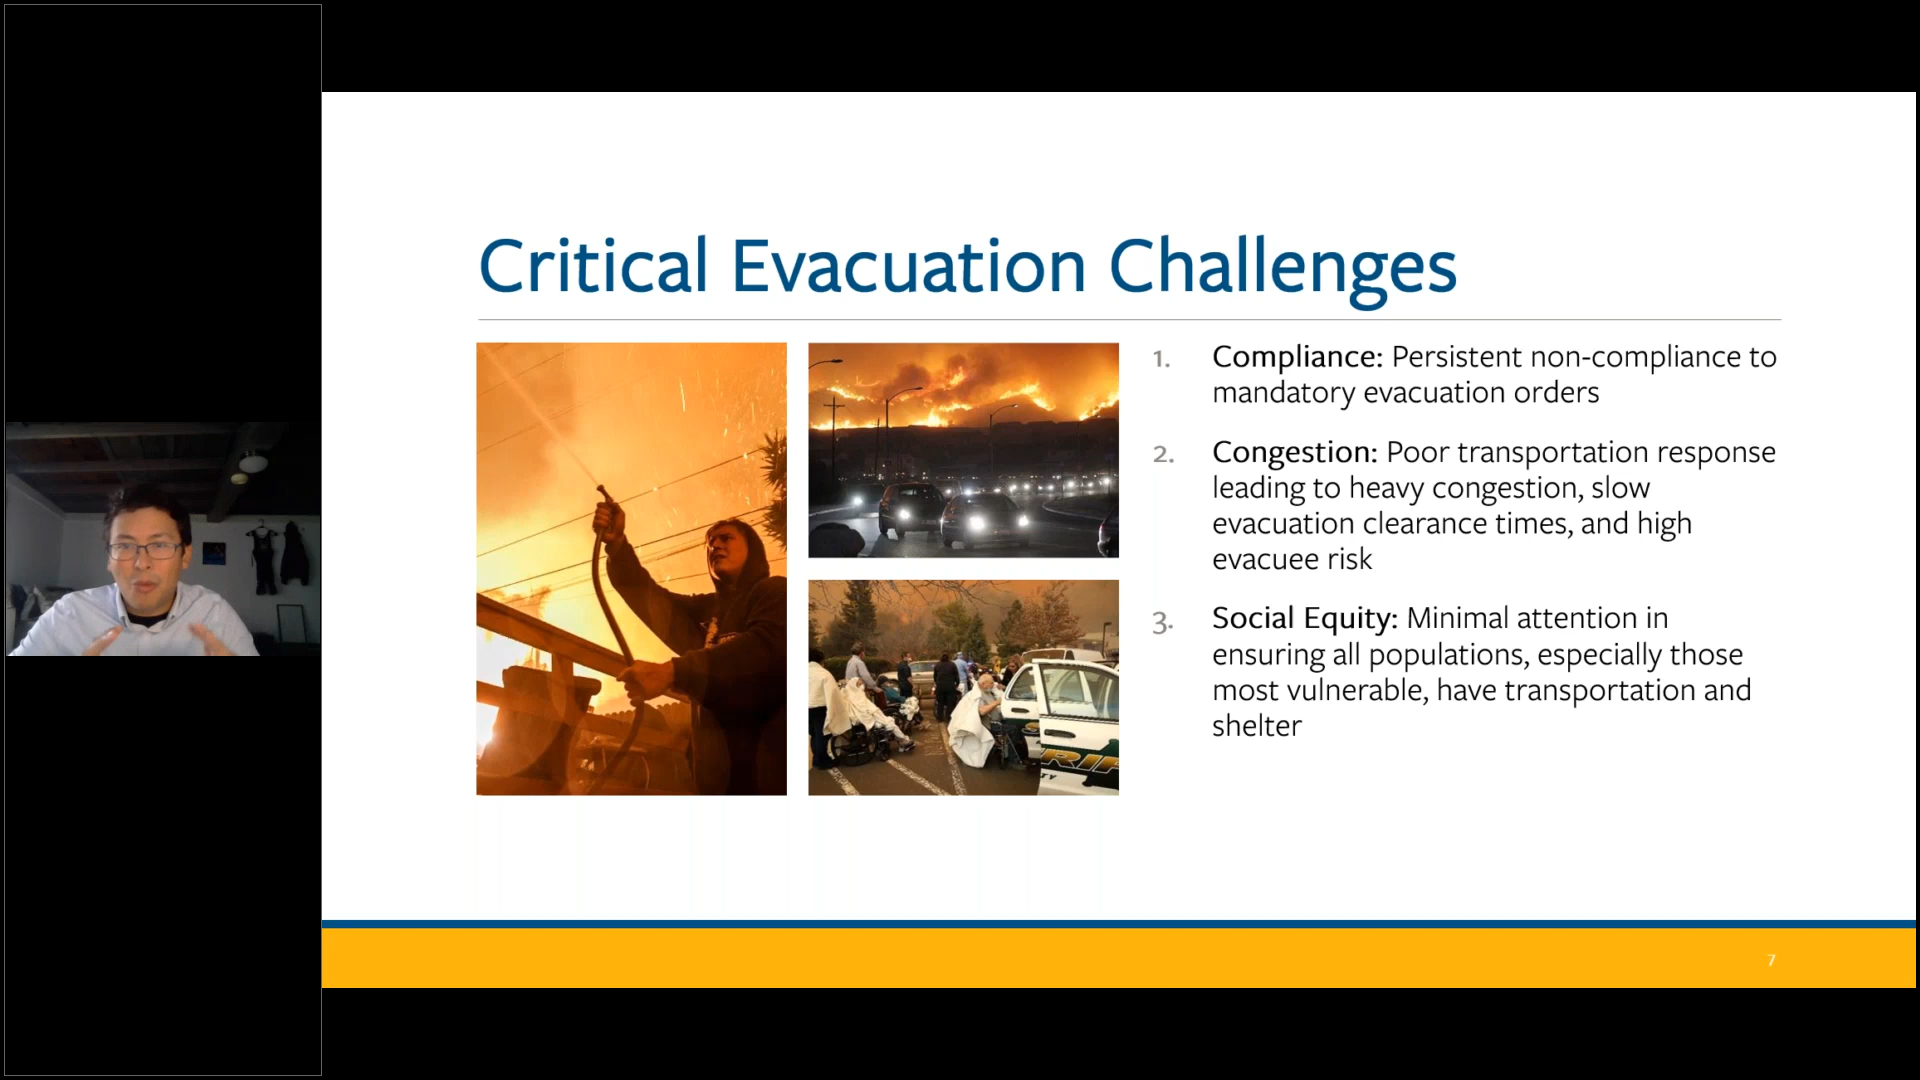 Critical Evacuation Challenges
1. Compliance: Persistent non-compliance to
mandatory evacuation orders
2. Congestion: Poor transportation response
leading to heavy congestion, slow
evacuation clearance times, and high
evacuee risk
3. Social Equity: Minimal attention in
ensuring all populations, especially those
most vulnerable, have transportation and
shelter
7